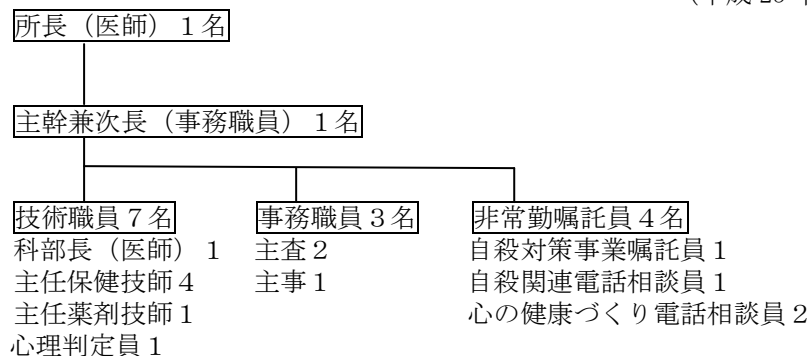 所長（医師）１名
主幹兼次長（事務職員）１名
技術職員７名
科部長（医師）１
主任保健技師４
主任薬剤技師１
心理判定員１
事務職員３名
主査２
主事１
非常勤嘱託員４名
自殺対策事業嘱託員１
自殺関連電話相談員１
心の健康づくり電話相談員２